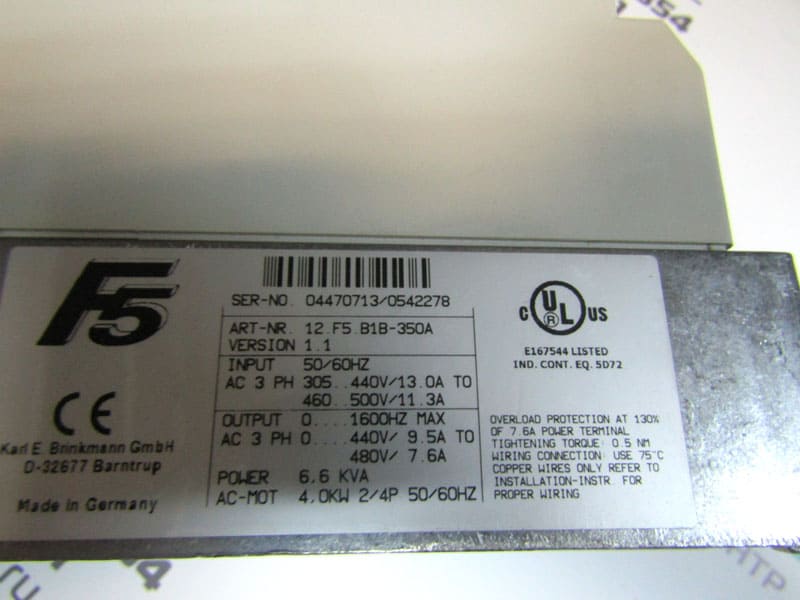 354
F5
CE
Karl E. Brinkmann GmbH
D-32677 Barntrup
Made in Germany
SER-NO. 04470713/0542278
ART-NR. 12.F5.B1B-350A
VERSION 1.1
INPUT 50/60HZ
AC 3 PH 305..440V/13.0A TO
460..500V/11.3A
OUTPUT 0....1600HZ MAX
AC 3 PH 0....440V/ 9.5A TO
480V/ 7.6A
POWER 6.6 KVA
AC-MOT 4.0KW 2/4P 50/60HZ
C UL US
®
E167544 LISTED
IND. CONT. EQ. 5D72
OVERLOAD PROTECTION AT 130%
OF 7.6A POWER TERMINAL
TIGHTENING TORQUE: 0.5 NM
WIRING CONNECTION: USE 75°C
COPPER WIRES ONLY REFER TO
INSTALLATION-INSTR. FOR
PROPER WIRING